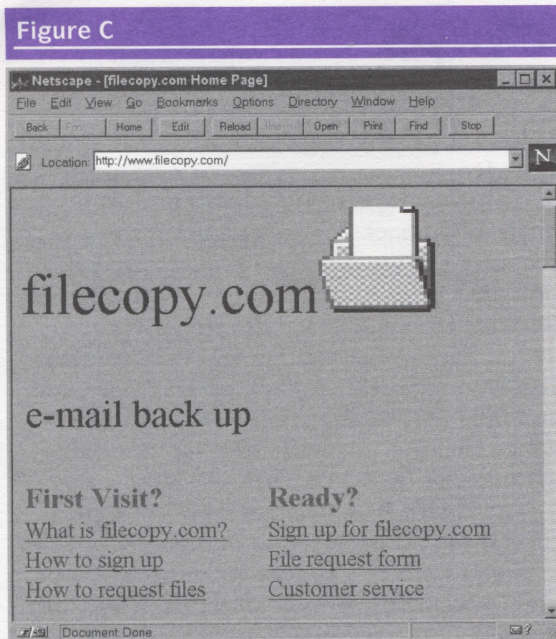 Figure C
Netscape - [filecopy.com Home Page]
File Edit View Go Bookmarks Options Directory Window Help
Back Home Edit Reload Open Print Find Stop
Location: http://www.filecopy.com/
N
filecopy.com
e-mail back up
First Visit? Ready?
What is filecopy.com? Sign up for filecopy.com
How to sign up File request form
How to request files Customer service
Document: Done